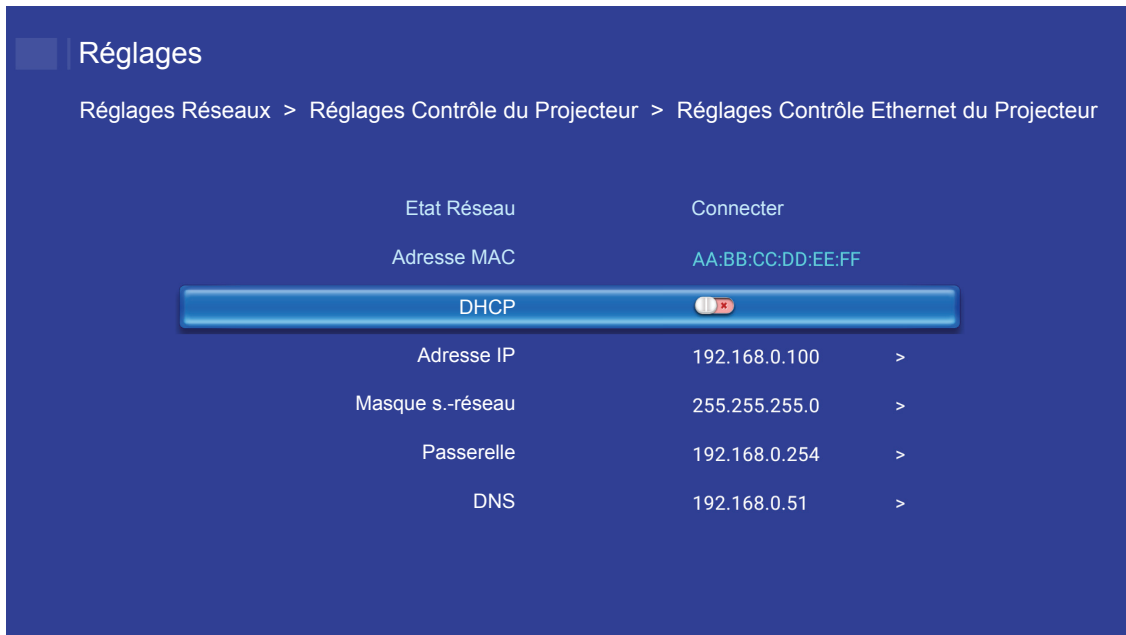 Réglages
Réglages Réseaux > Réglages Contrôle du Projecteur > Réglages Contrôle Ethernet du Projecteur
Etat Réseau Connecter
Adresse MAC AA:BB:CC:DD:EE:FF
DHCP
Adresse IP 192.168.0.100 >
Masque s.-réseau 255.255.255.0 >
Passerelle 192.168.0.254 >
DNS 192.168.0.51 >